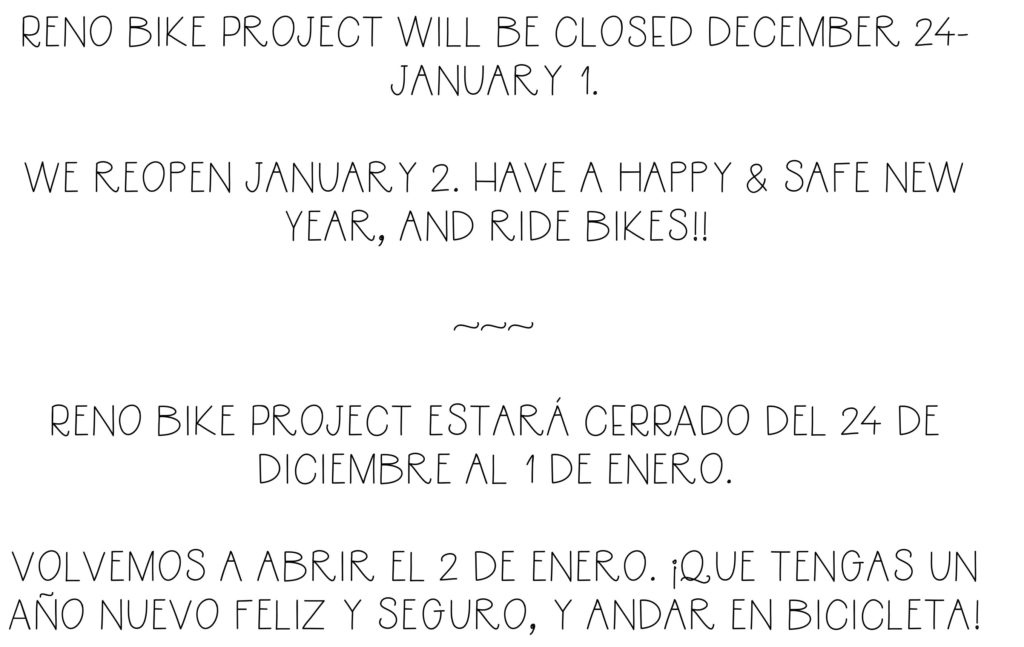 RENO BIKE PROJECT WILL BE CLOSED DECEMBER 24-
JANUARY 1.
WE REOPEN JANUARY 2. HAVE A HAPPY & SAFE NEW
YEAR, AND RIDE BIKES!!
~~~
RENO BIKE PROJECT ESTARÁ CERRADO DEL 24 DE
DICIEMBRE AL 1 DE ENERO.
VOLVEMOS A ABRIR EL 2 DE ENERO. ¡QUE TENGAS UN
AÑO NUEVO FELIZ Y SEGURO, Y ANDAR EN BICICLETA!